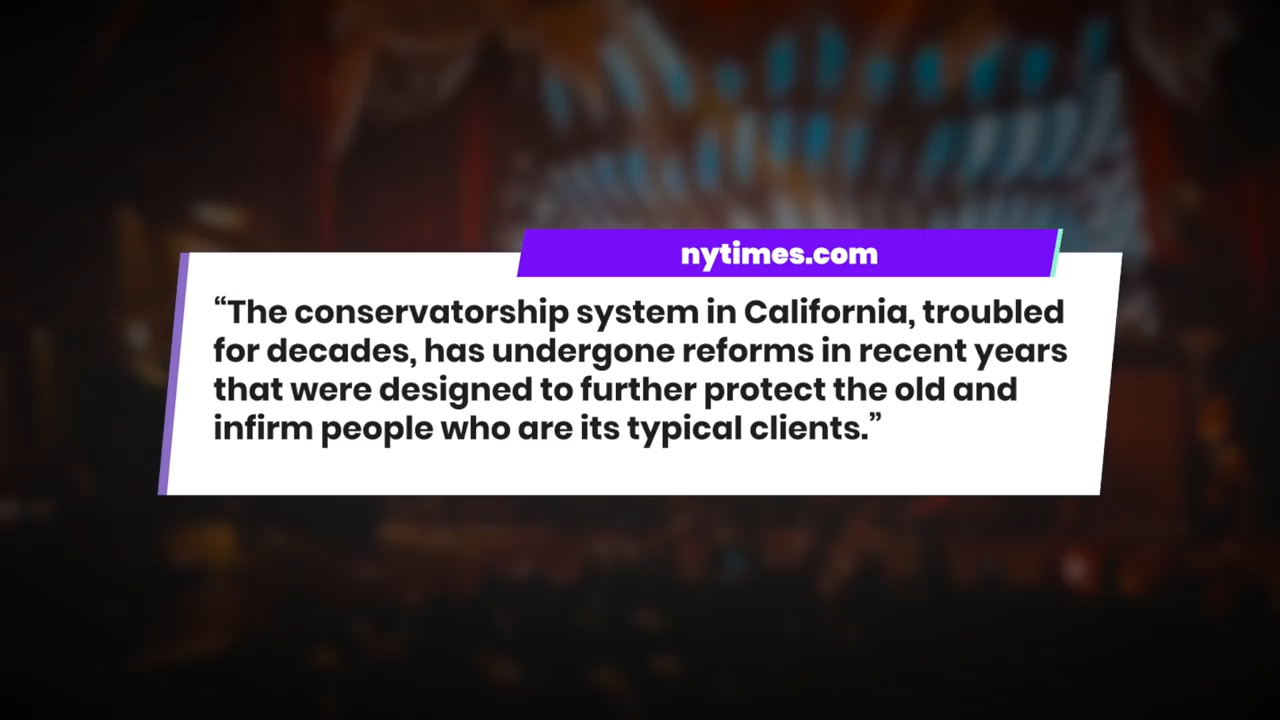 nytimes.com
“The conservatorship system in California, troubled
for decades, has undergone reforms in recent years
that were designed to further protect the old and
infirm people who are its typical clients.”